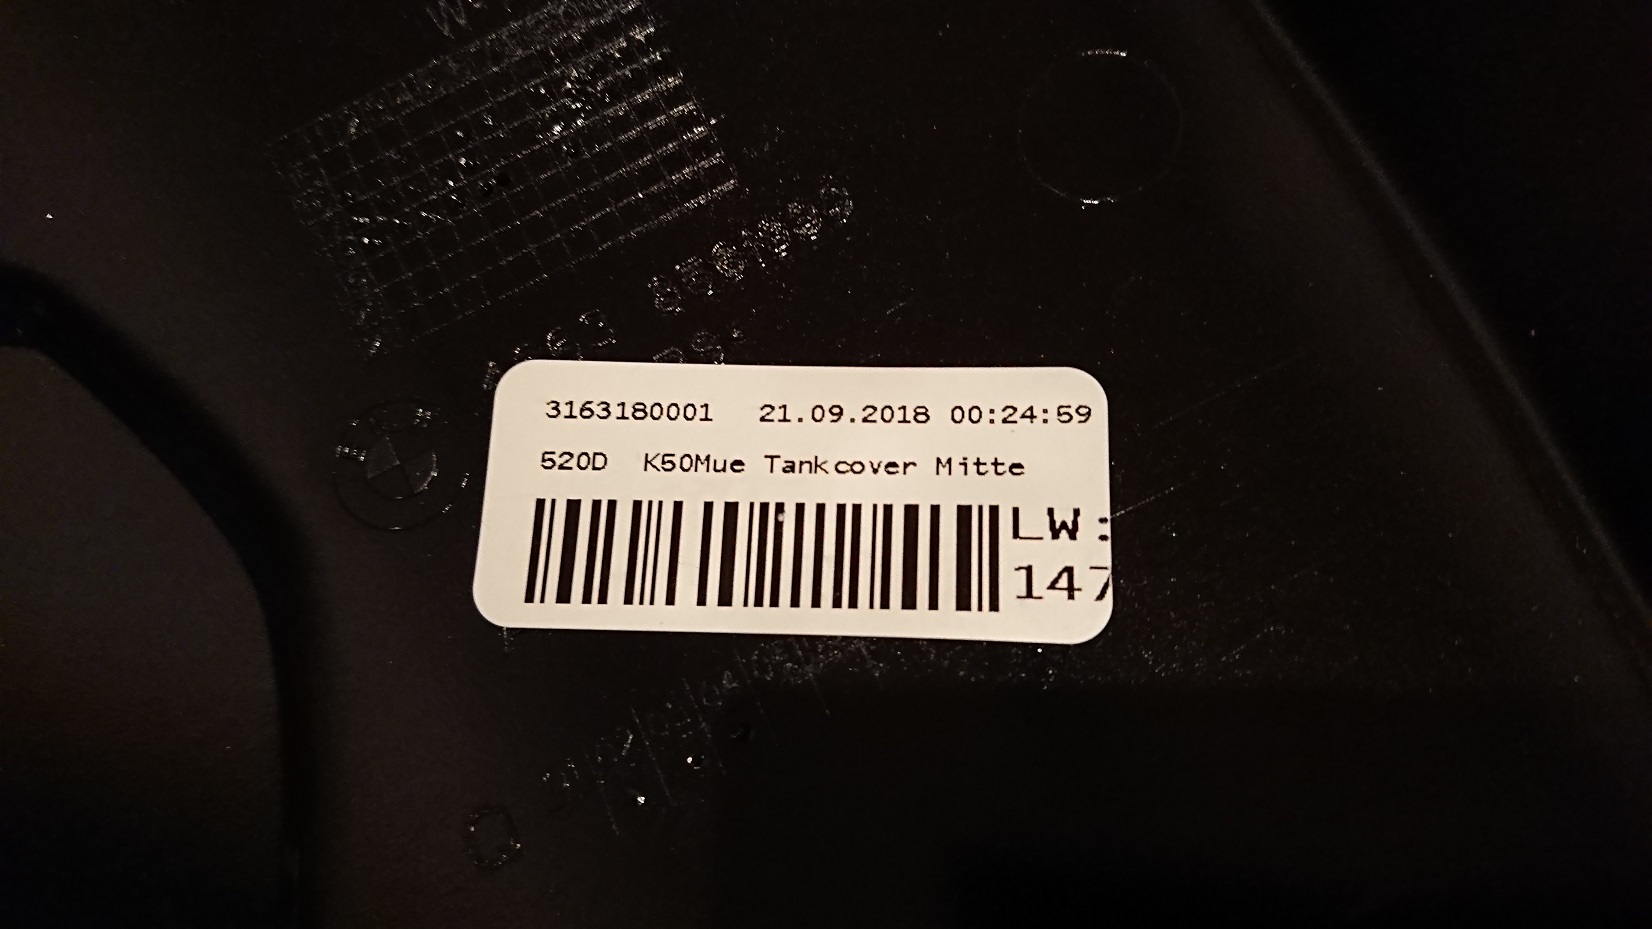 3163180001 21.09.2018 00:24:59
520D K50Mue Tankcover Mitte
LW:
147